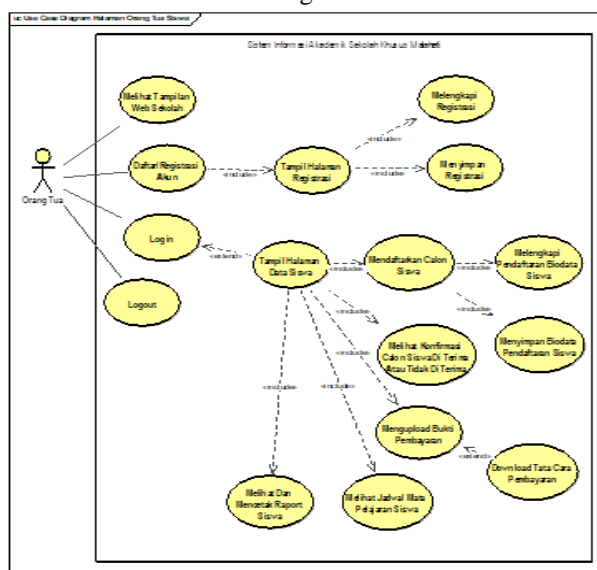 uc Use Case Diagram Halaman Orang Tua Siswa
Sistem Informasi Akademik Sekolah Khusus Matahati
Melihat Tampilan
Web Sekolah
Melengkapi
Registrasi
Daftar/Registrasi
Akun
«include»
Tampil Halaman
Registrasi
«include»
«include»
Menyimpan
Registrasi
Orang Tua
Login
«extend»
Tampil Halaman
Data Siswa
«include»
Mendaftarkan Calon
Siswa
«include»
Melengkapi
Pendaftaran Biodata
Siswa
Logout
«include»
«include»
Menyimpan Biodata
Pendaftaran Siswa
Melihat Konfirmasi
Calon Siswa Di Terima
Atau Tidak Di Terima
«include»
«include»
«include»
Mengupload Bukti
Pembayaran
«extend»
Download Tata Cara
Pembayaran
Melihat Dan
Mencetak Raport
Siswa
Melihat Jadwal Mata
Pelajaran Siswa